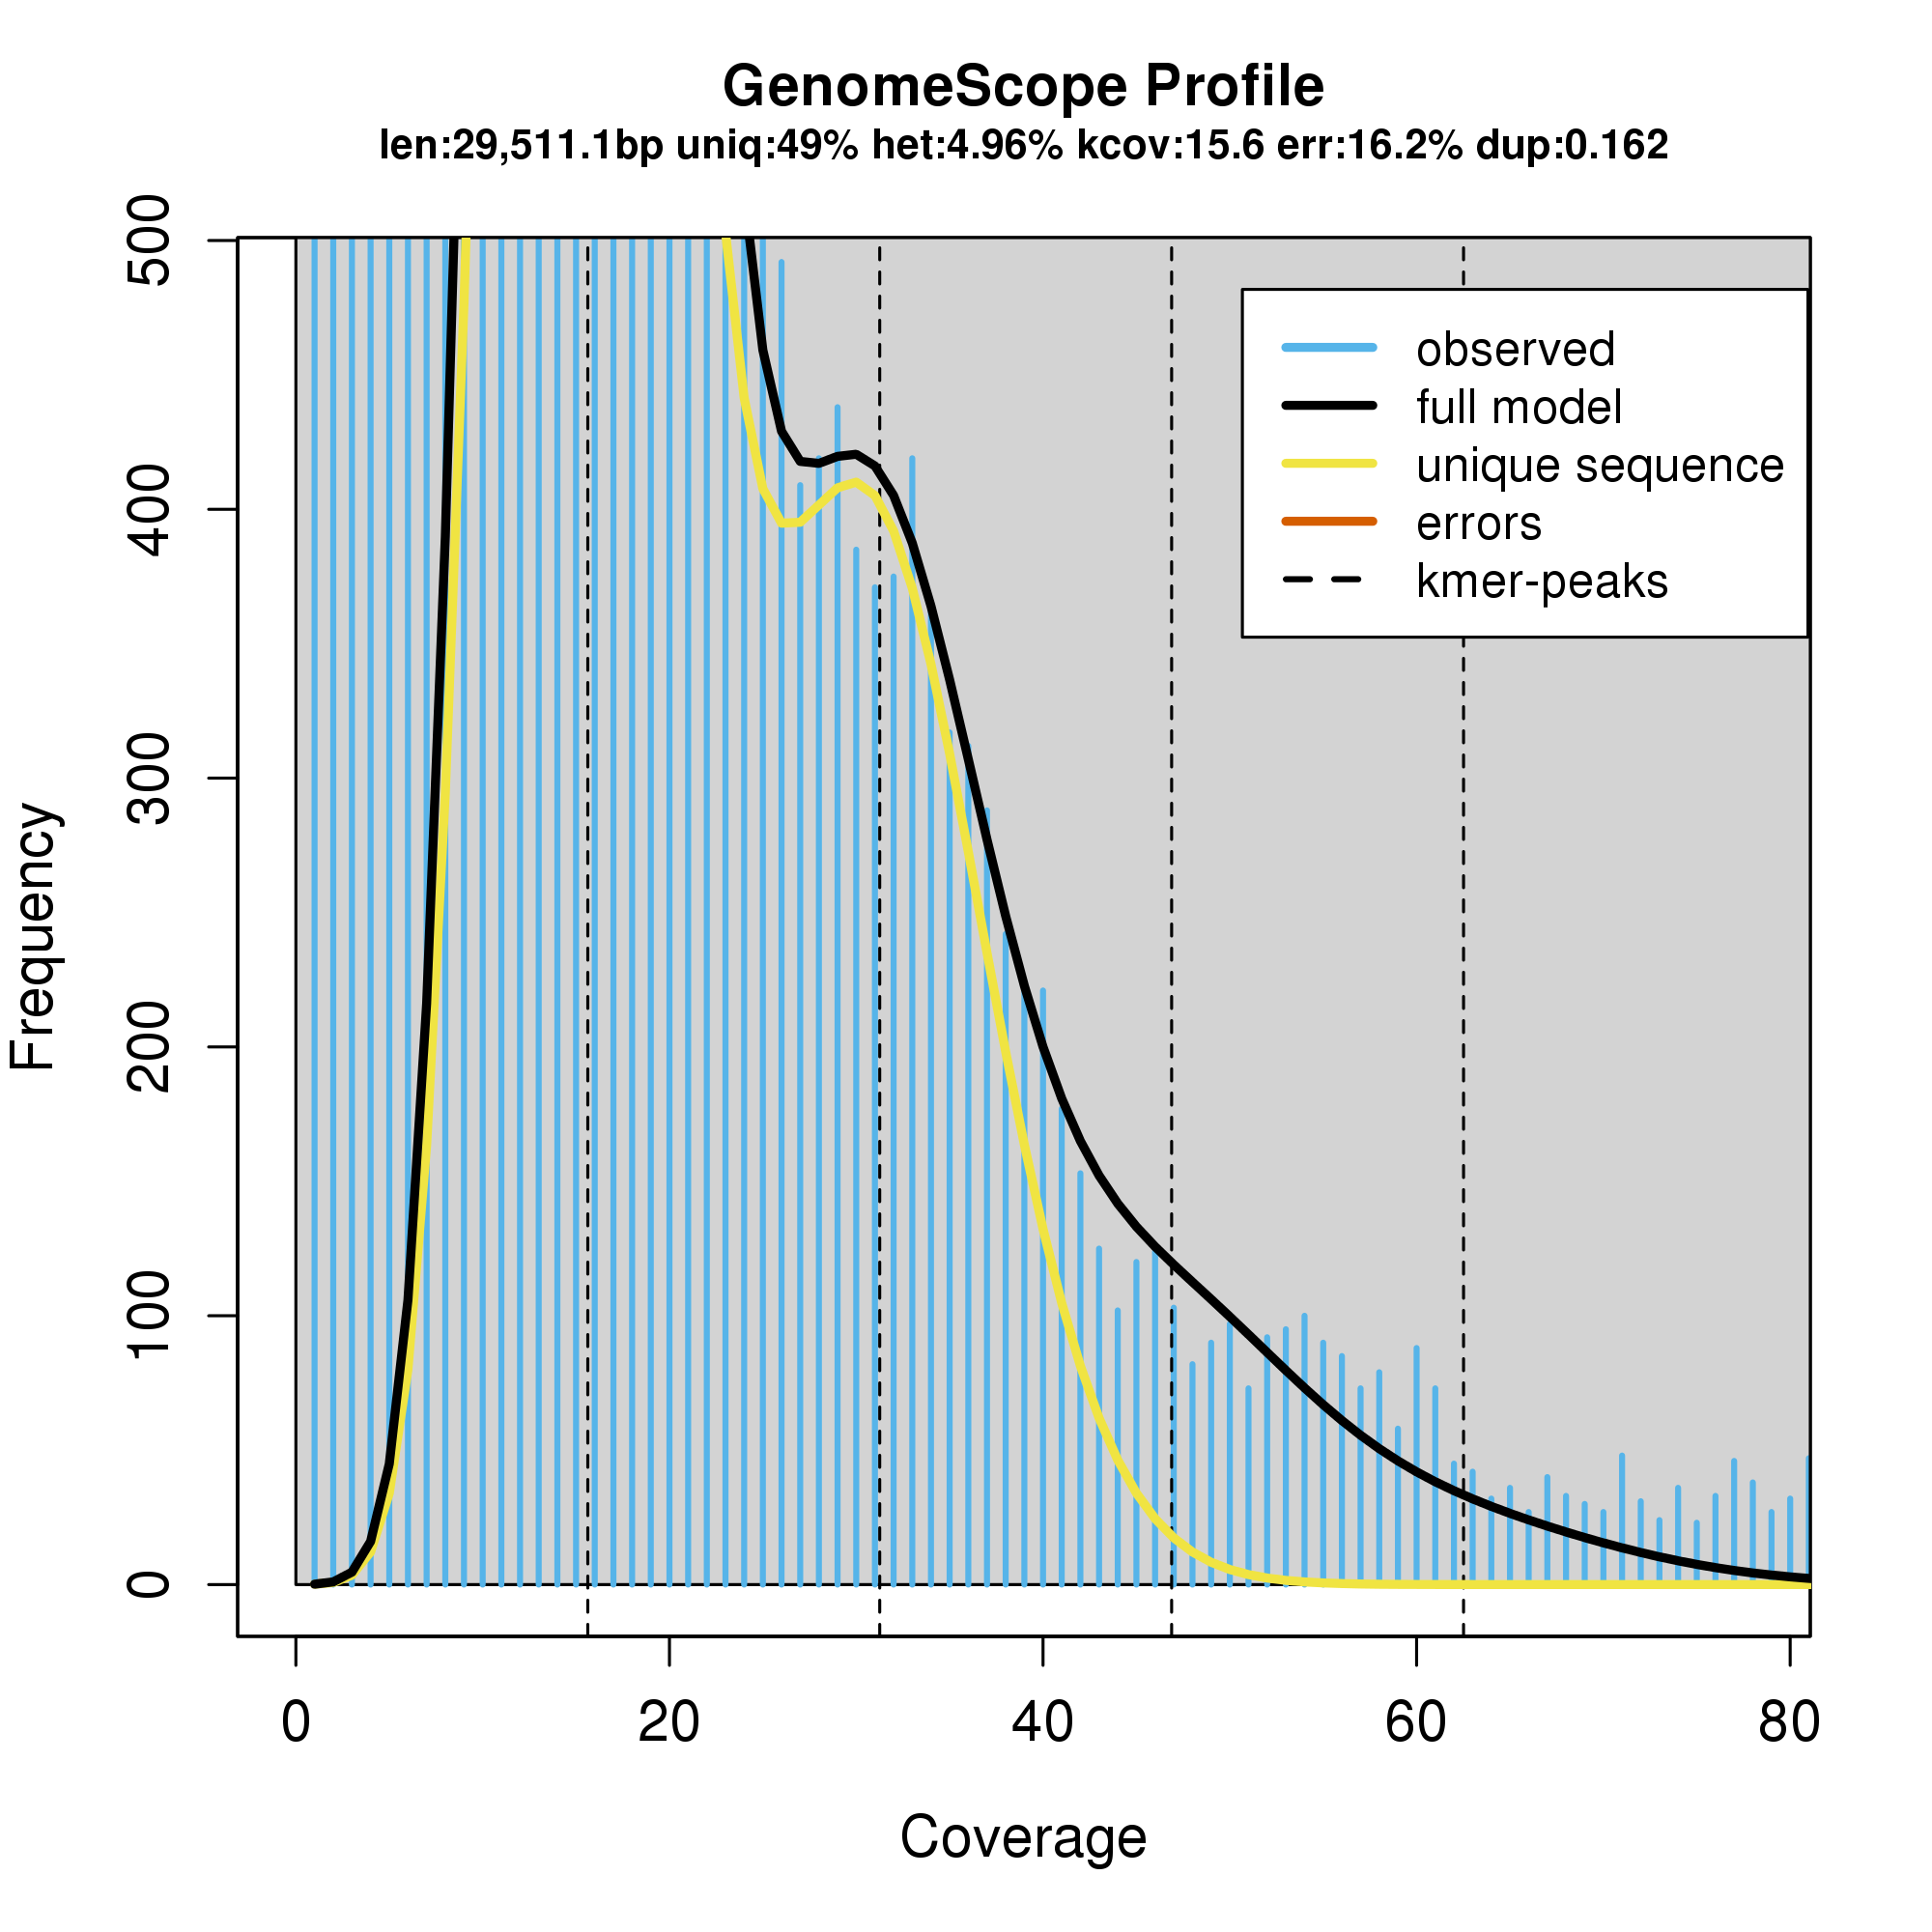 GenomeScope Profile
len:29,511.1bp uniq:49% het:4.96% kcov:15.6 err:16.2% dup:0.162
500
400
300
200
100
0
Frequency
observed
full model
unique sequence
errors
kmer-peaks
0 20 40 60 80
Coverage